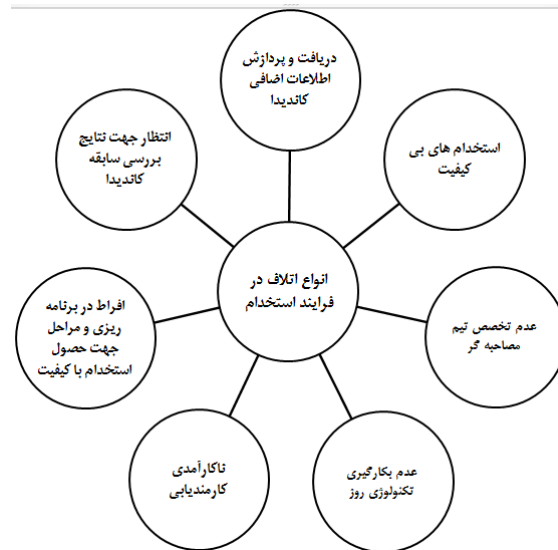 دریافت و پردازش
اطلاعات اضافی
کاندیدا
استخدام های بی
کیفیت
عدم تخصص تیم
مصاحبه گر
عدم بکارگیری
تکنولوژی روز
ناکارآمدی
کارمندیابی
افراط در برنامه
ریزی و مراحل
جهت حصول
استخدام با کیفیت
انتظار جهت نتایج
بررسی سابقه
کاندیدا
انواع اتلاف در
فرایند استخدام